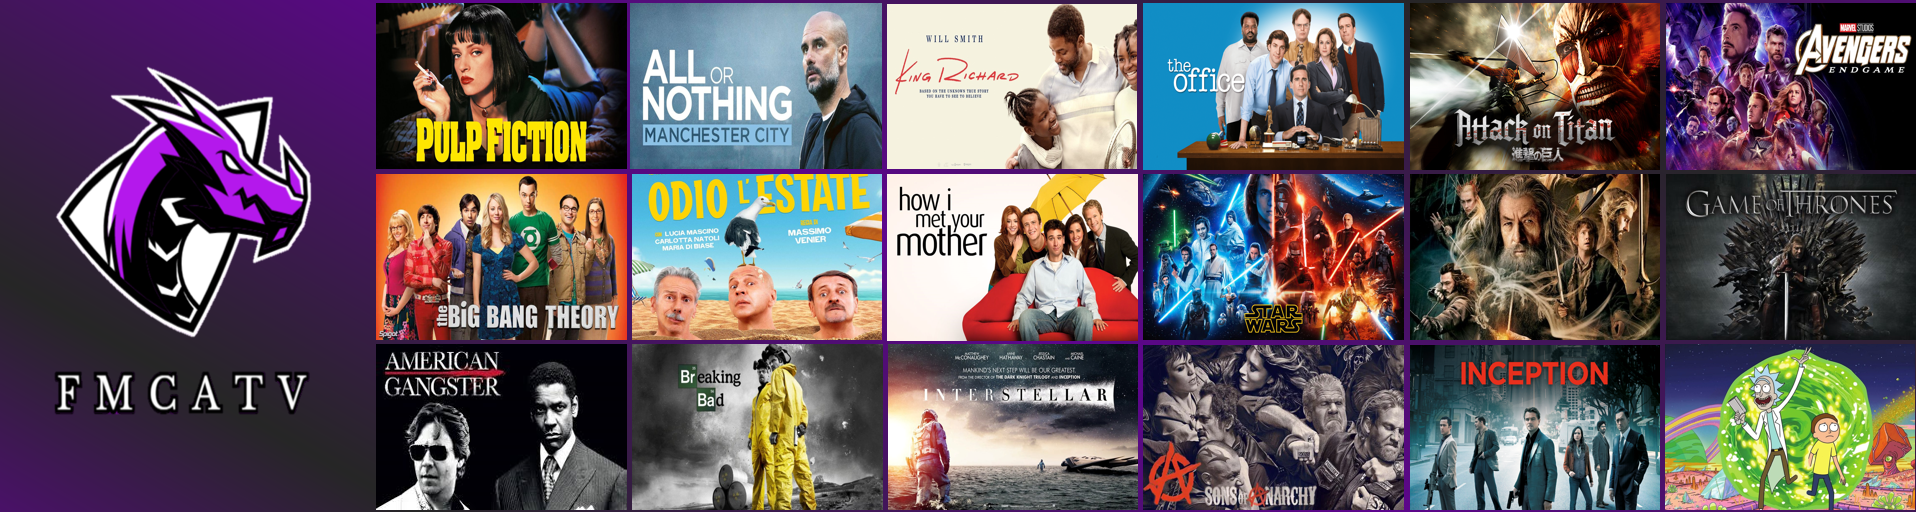 FMCATV
PULP FICTION
ALL OR
NOTHING
MANCHESTER CITY
WILL SMITH
KING RICHARD
BASED ON THE UNKNOWN TRUE STORY
YOU HAVE TO SEE TO BELIEVE
the
office
Attack on Titan
進撃の巨人
MARVEL STUDIOS
AVENGERS
ENDGAME
the BiG BANG THEORY
ODIO L'ESTATE
LUCIA MASCINO
CARLOTTA NATOLI
MARIA DI BIASE
MASSIMO
VENIER
how i
met your
mother
STAR
WARS
GAME OF THRONES
AMERICAN
GANGSTER
Breaking
Bad
MATTHEW McCONAUGHEY
ANNE HATHAWAY
JESSICA CHASTAIN
MICHAEL CAINE
MANKIND'S NEXT STEP WILL BE OUR GREATEST.
FROM THE DIRECTOR OF THE DARK KNIGHT TRILOGY AND INCEPTION
INTERSTELLAR
SONS OF ANARCHY
INCEPTION